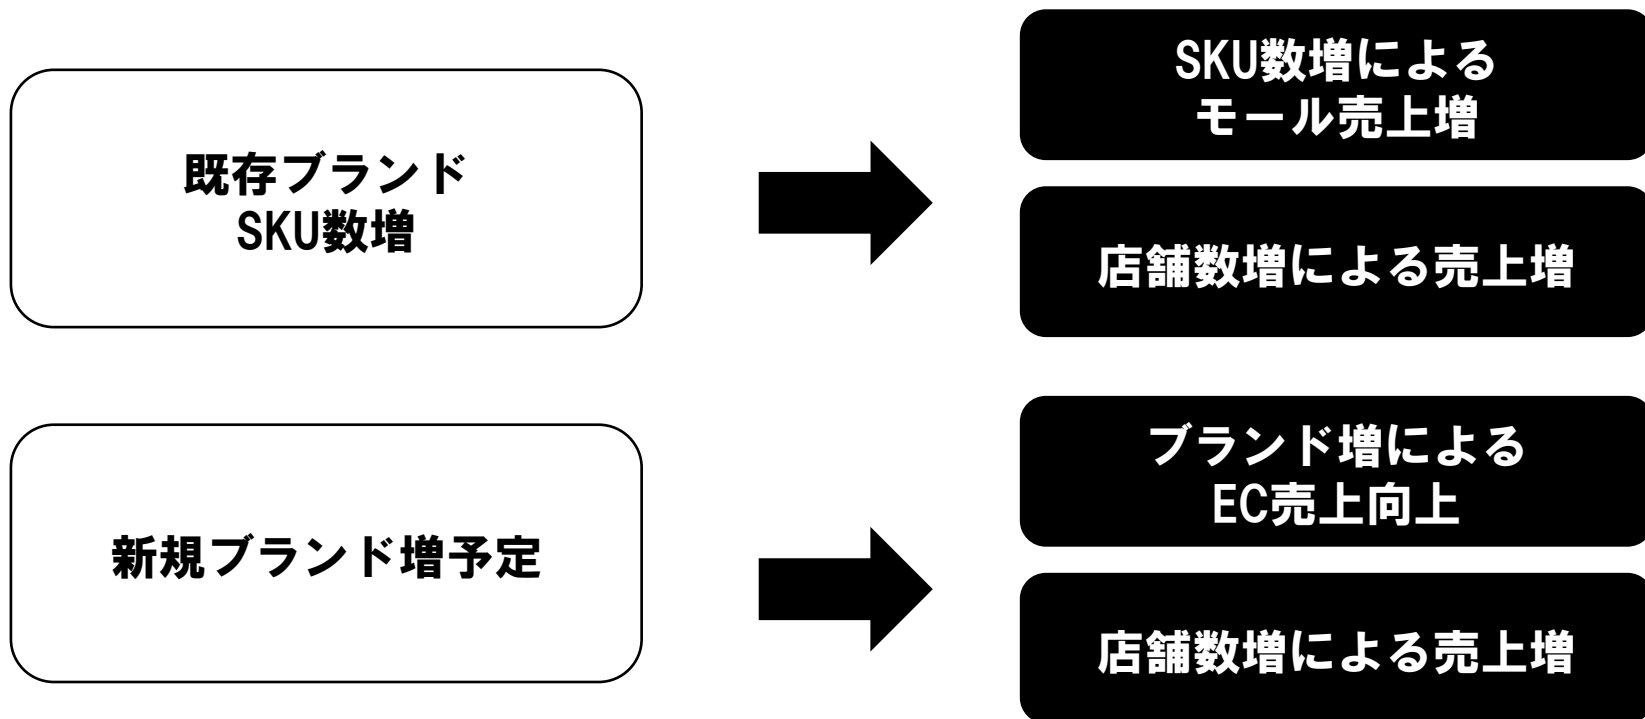 既存ブランド
SKU数増
SKU数増による
モール売上増
店舗数増による売上増
新規ブランド増予定
ブランド増による
EC売上向上
店舗数増による売上増